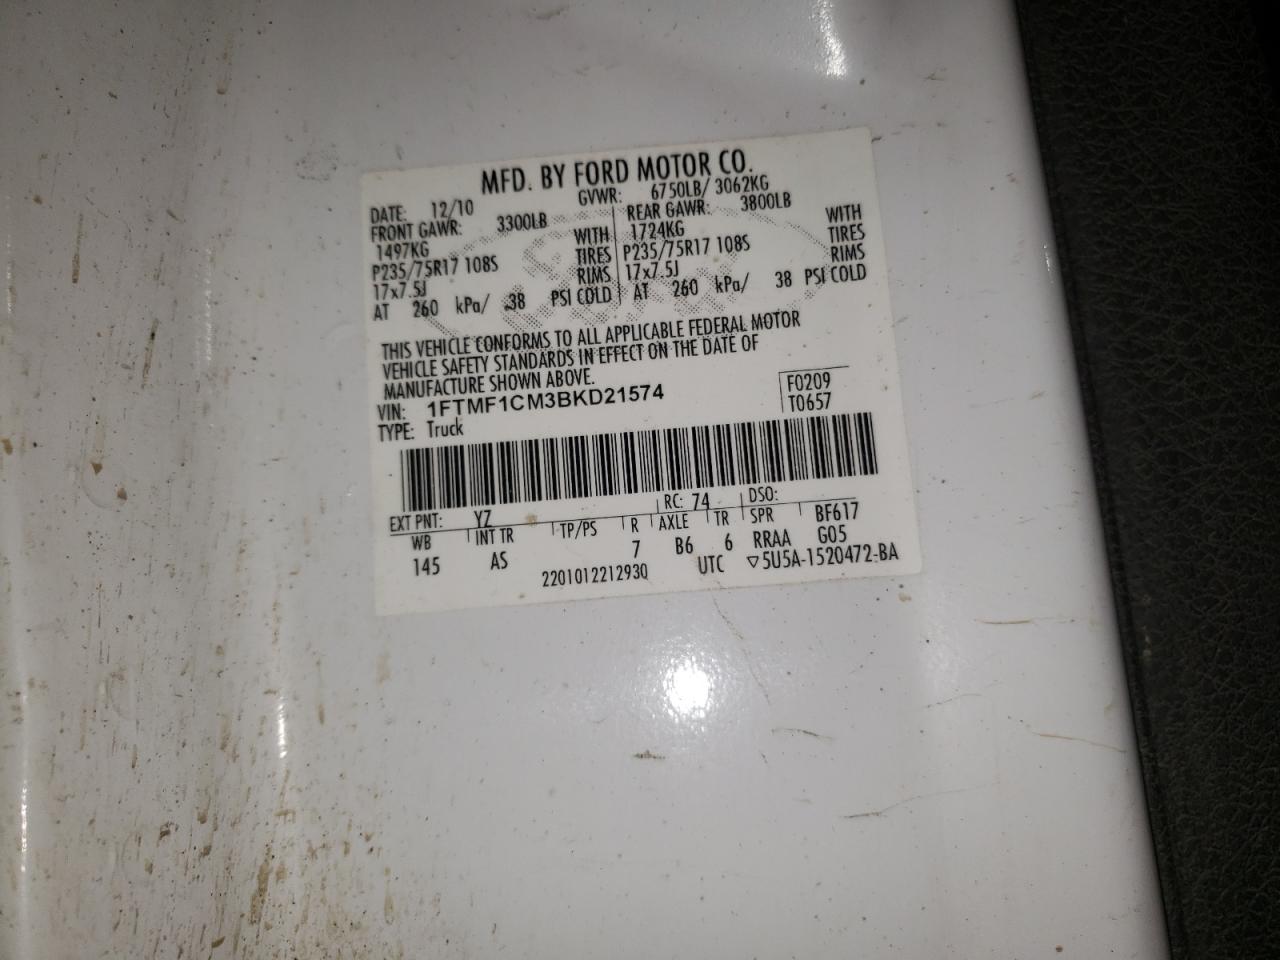 MFD. BY FORD MOTOR CO.
DATE: 12/10 GVWR: 6750LB/ 3062KG
FRONT GAWR: 3300LB REAR GAWR: 3800LB
1497KG WITH 1724KG WITH
P235/75R17 108S TIRES P235/75R17 108S TIRES
17x7.5J RIMS 17x7.5J RIMS
AT 260 kPa/ 38 PSI COLD AT 260 kPa/ 38 PSI COLD
THIS VEHICLE CONFORMS TO ALL APPLICABLE FEDERAL MOTOR
VEHICLE SAFETY STANDARDS IN EFFECT ON THE DATE OF
MANUFACTURE SHOWN ABOVE.
VIN: 1FTMF1CM3BKD21574 F0209
TYPE: Truck T0657
EXT PNT: YZ RC: 74 DSO:
WB INT TR TP/PS R AXLE TR SPR BF617
145 AS 7 B6 6 RRAA G05
2201012212930 UTC ▽5U5A-1520472-BA